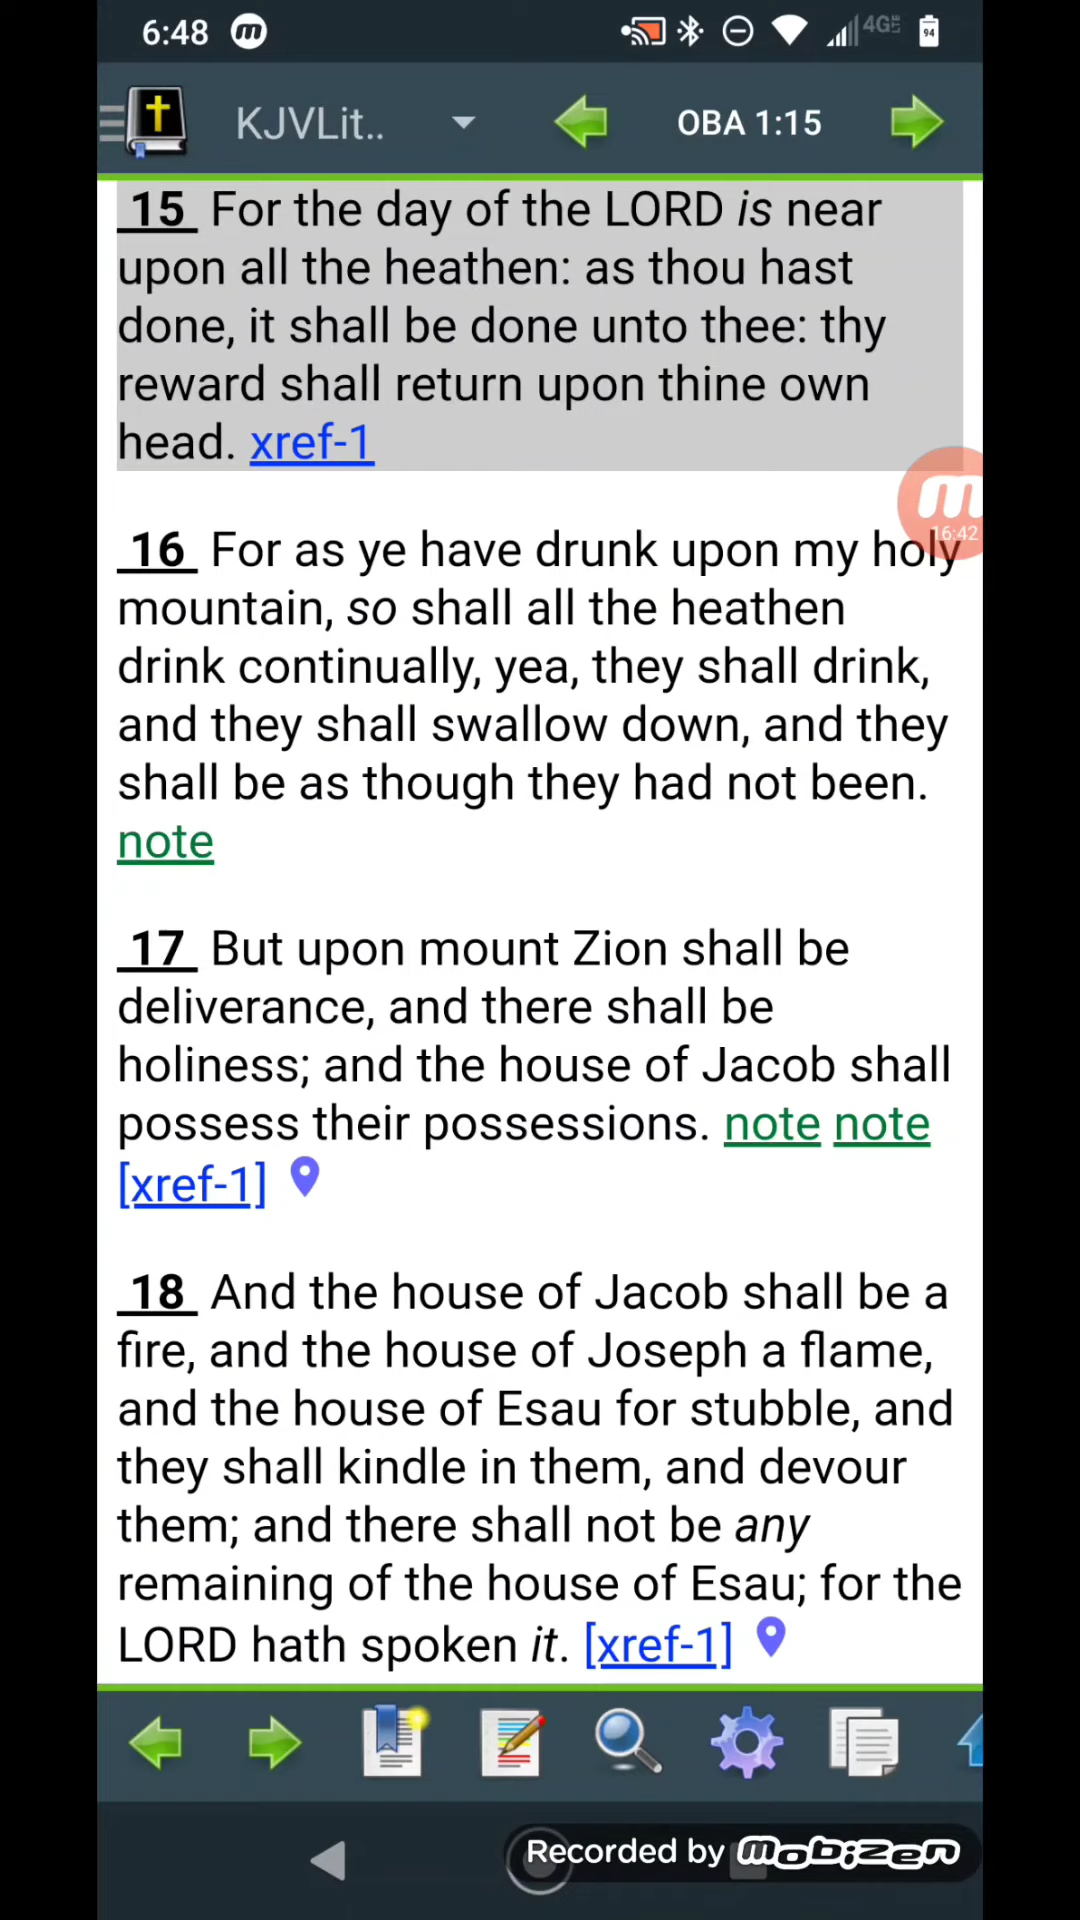 6:48 m 4GE LTE 94
KJVLit.. OBA 1:15
15 For the day of the LORD is near
upon all the heathen: as thou hast
done, it shall be done unto thee: thy
reward shall return upon thine own
head. xref-1
m
16:42
16 For as ye have drunk upon my holy
mountain, so shall all the heathen
drink continually, yea, they shall drink,
and they shall swallow down, and they
shall be as though they had not been.
note
17 But upon mount Zion shall be
deliverance, and there shall be
holiness; and the house of Jacob shall
possess their possessions. note note
[xref-1]
18 And the house of Jacob shall be a
fire, and the house of Joseph a flame,
and the house of Esau for stubble, and
they shall kindle in them, and devour
them; and there shall not be any
remaining of the house of Esau; for the
LORD hath spoken it. [xref-1]
Recorded by mobizen